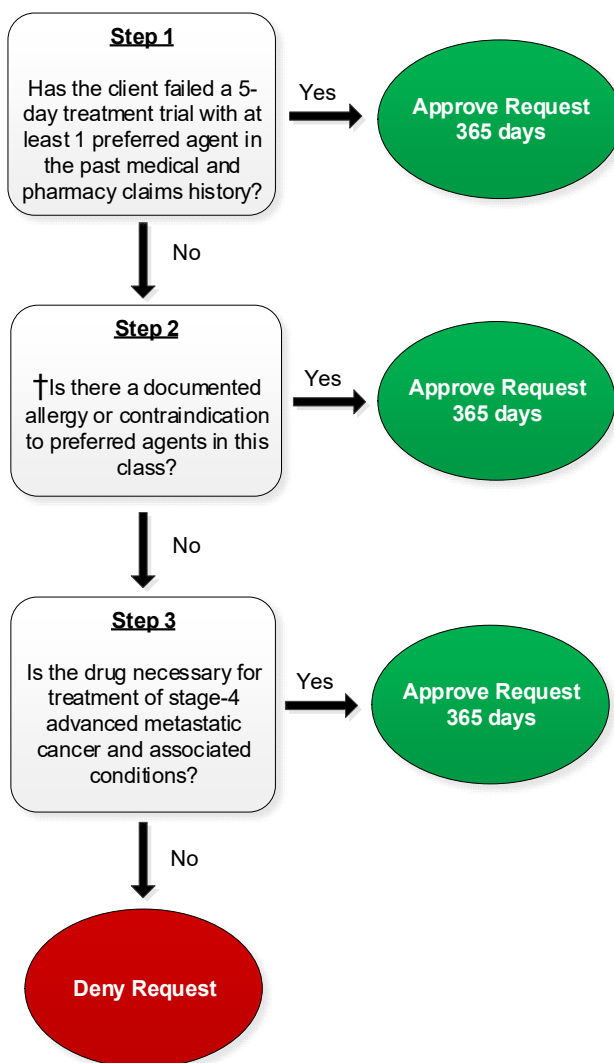 Step 1
Has the client failed a 5-
day treatment trial with at
least 1 preferred agent in
the past medical and
pharmacy claims history?
Yes
Approve Request
365 days
No
Step 2
†Is there a documented
allergy or contraindication
to preferred agents in this
class?
Yes
Approve Request
365 days
No
Step 3
Is the drug necessary for
treatment of stage-4
advanced metastatic
cancer and associated
conditions?
Yes
Approve Request
365 days
No
Deny Request